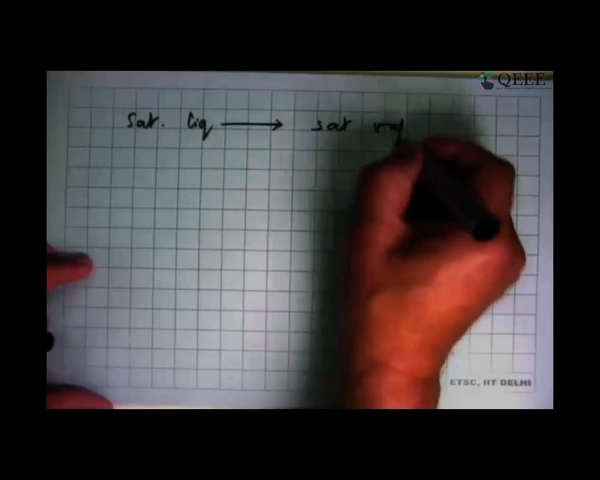 QEEE
Sat. liq ⟶ sat
ETSC, IIT DELHI